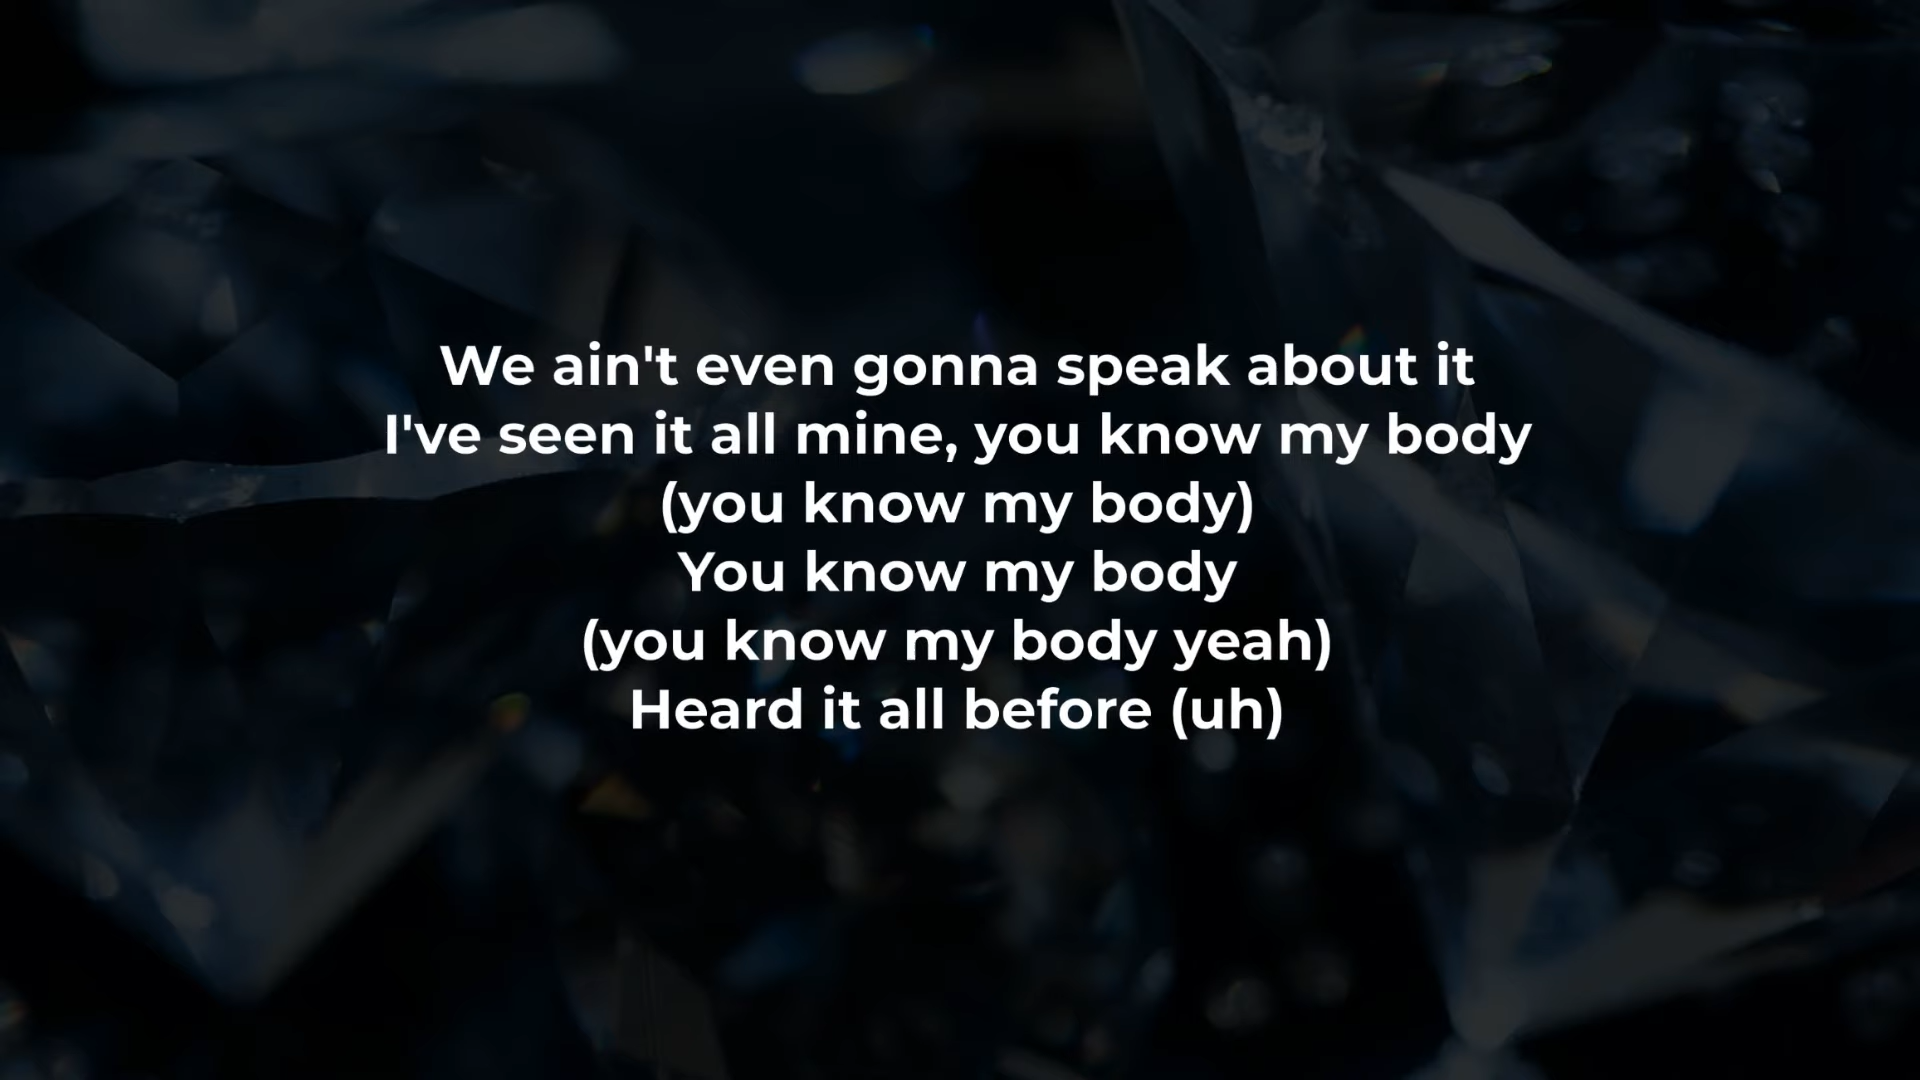 We ain't even gonna speak about it
I've seen it all mine, you know my body
(you know my body)
You know my body
(you know my body yeah)
Heard it all before (uh)